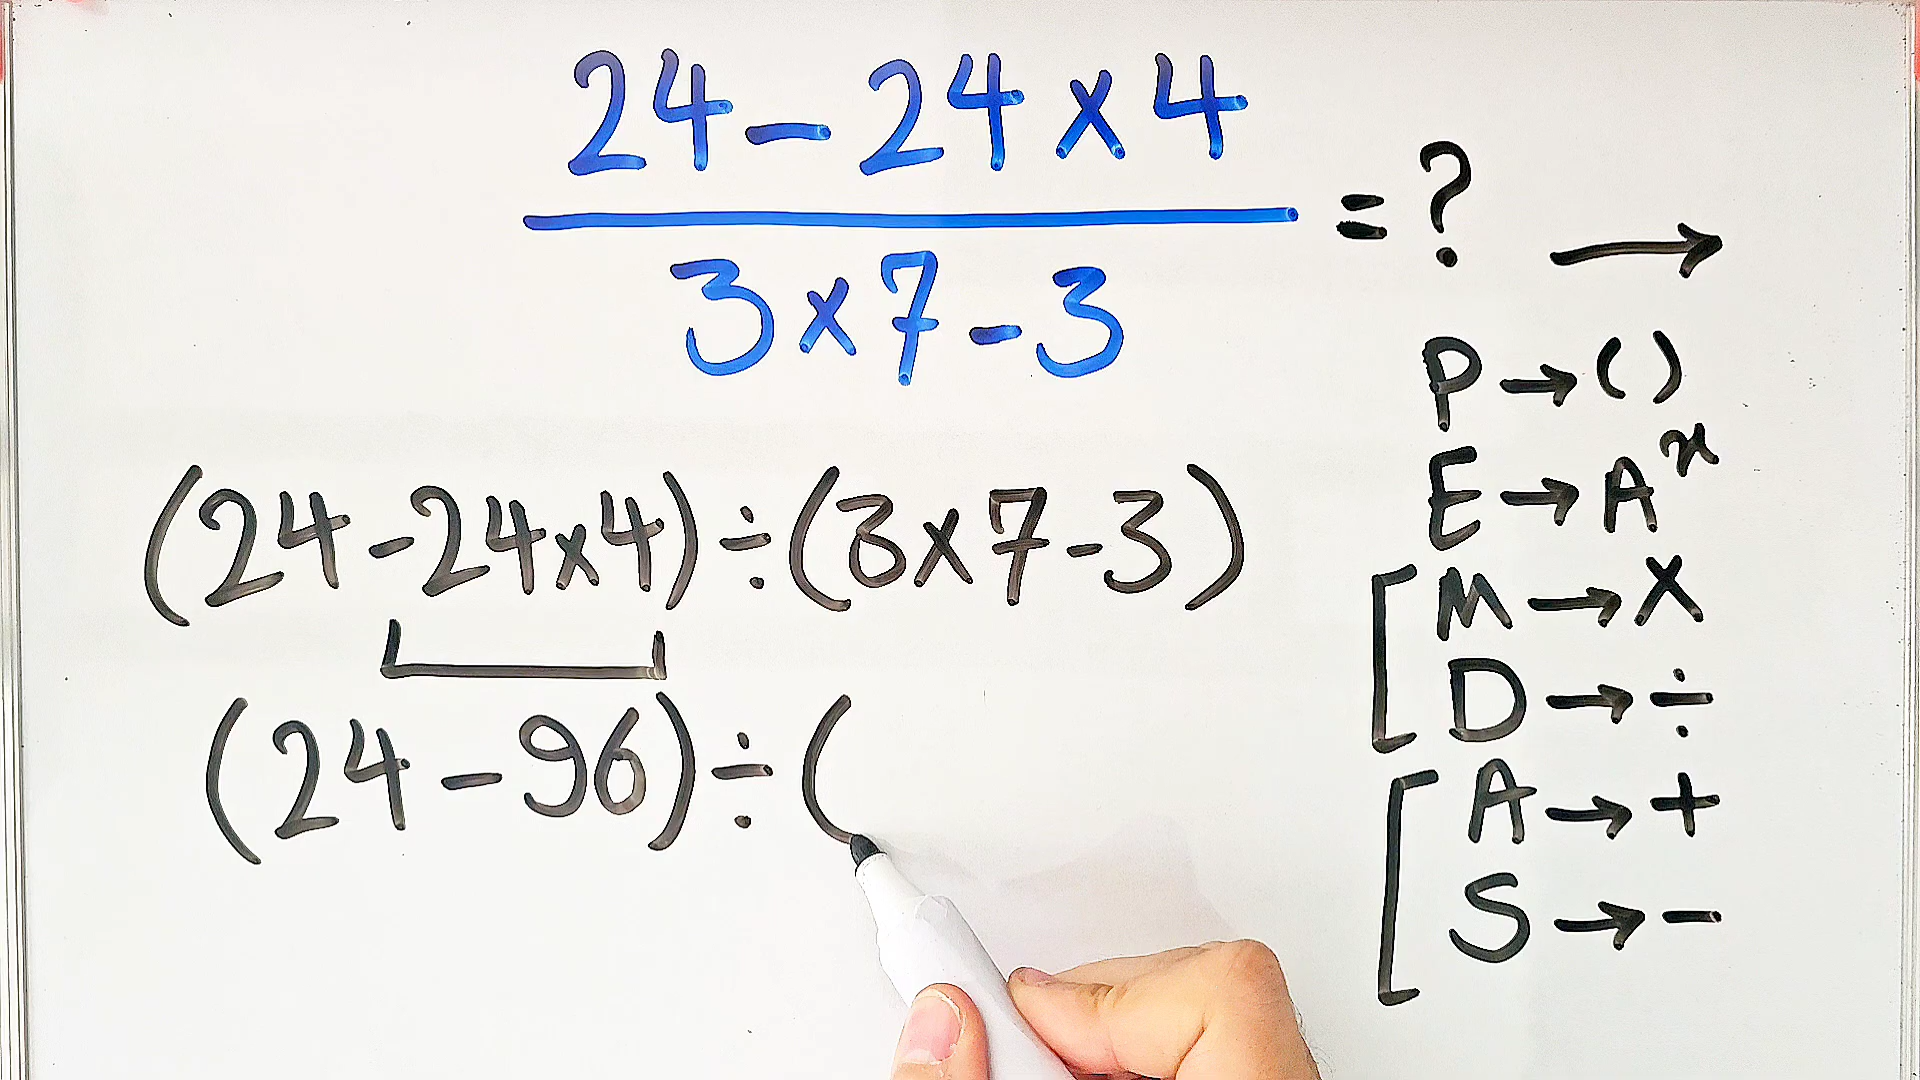 24 - 24 × 4
3 × 7 - 3
= ? →
P → ( )
E → Aˣ
(24 - 24 × 4) ÷ (3 × 7 - 3)
[ M → ×
D → ÷
(24 - 96) ÷ (
[ A → +
S → -